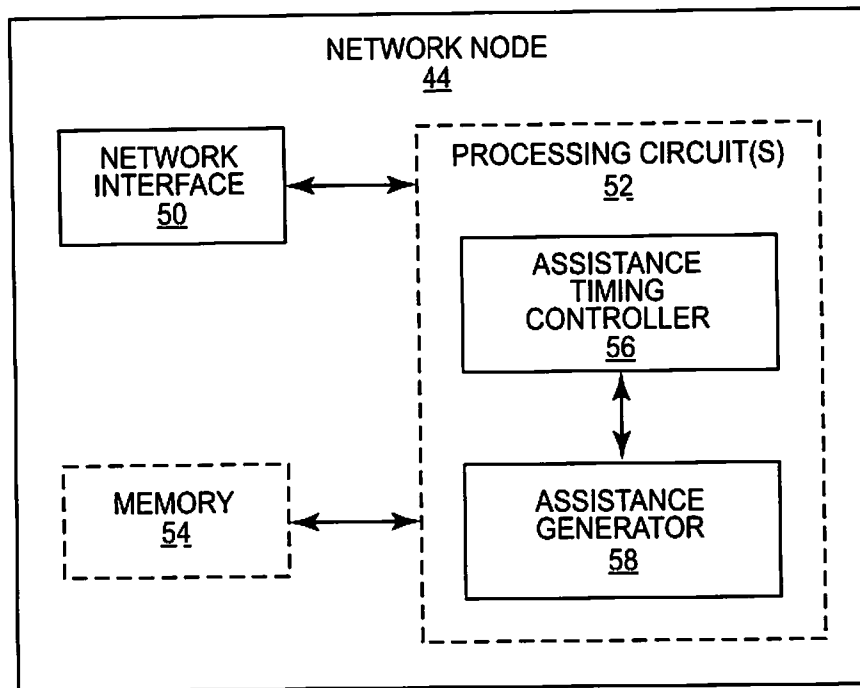 NETWORK NODE
44
NETWORK
INTERFACE
50
PROCESSING CIRCUIT(S)
52
ASSISTANCE
TIMING
CONTROLLER
56
MEMORY
54
ASSISTANCE
GENERATOR
58